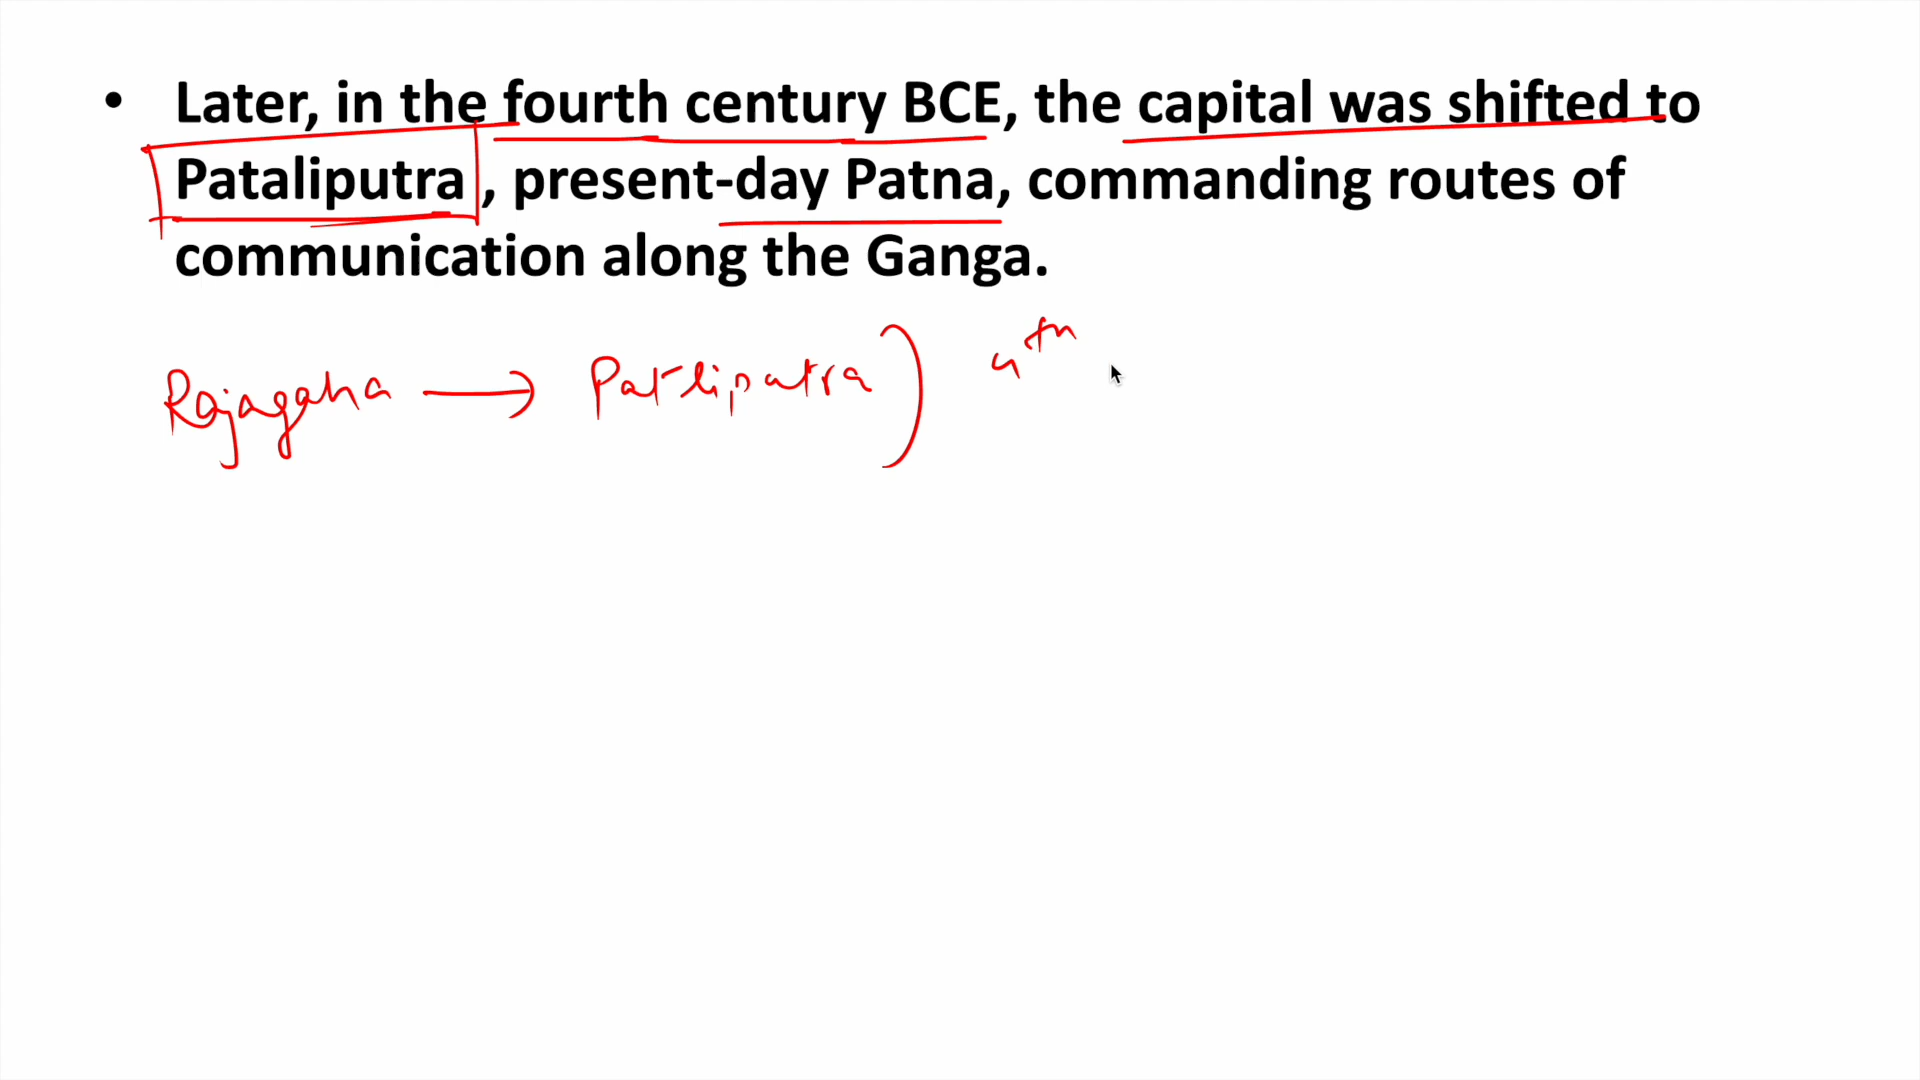 • Later, in the fourth century BCE, the capital was shifted to
Pataliputra , present-day Patna, commanding routes of
communication along the Ganga.
Rajagaha → Patliputra) 4th